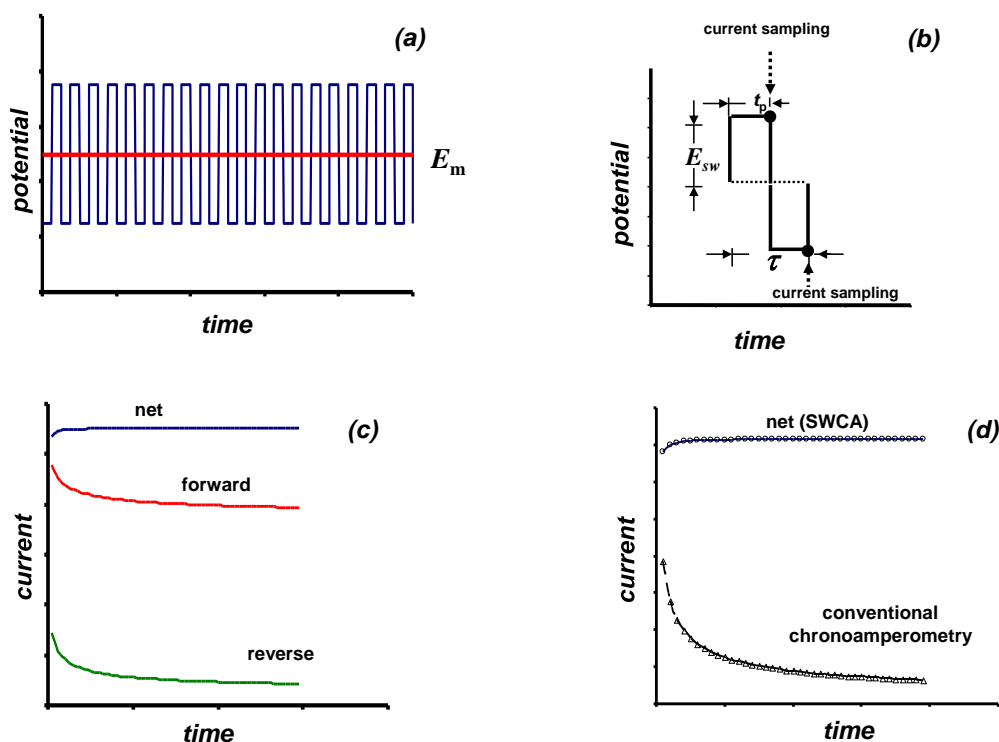 (a)
potential
E_m
time
current sampling
(b)
t_p
E_sw
potential
τ
current sampling
time
net
(c)
forward
current
reverse
time
net (SWCA)
(d)
current
conventional
chronoamperometry
time